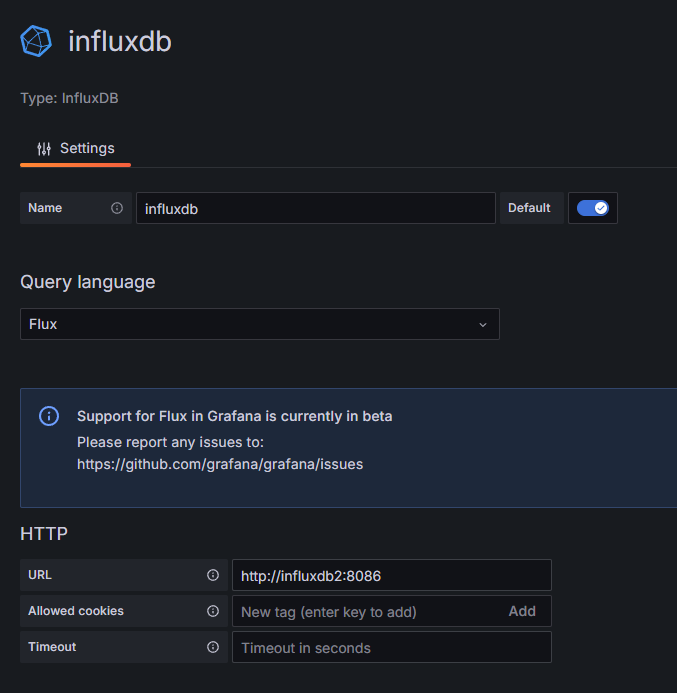 influxdb
Type: InfluxDB
Settings
Name influxdb Default
Query language
Flux
Support for Flux in Grafana is currently in beta
Please report any issues to:
https://github.com/grafana/grafana/issues
HTTP
URL http://influxdb2:8086
Allowed cookies New tag (enter key to add) Add
Timeout Timeout in seconds